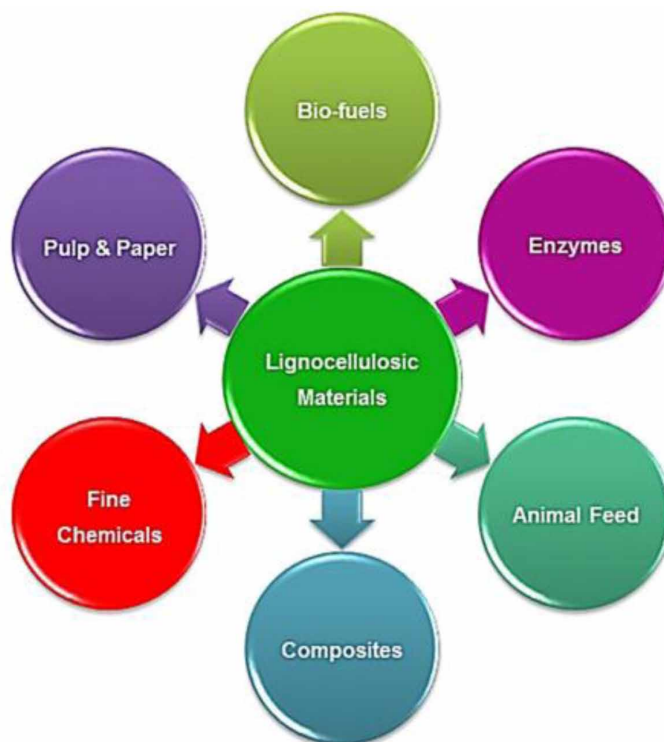 Bio-fuels
Pulp & Paper
Enzymes
Lignocellulosic
Materials
Fine
Chemicals
Animal Feed
Composites